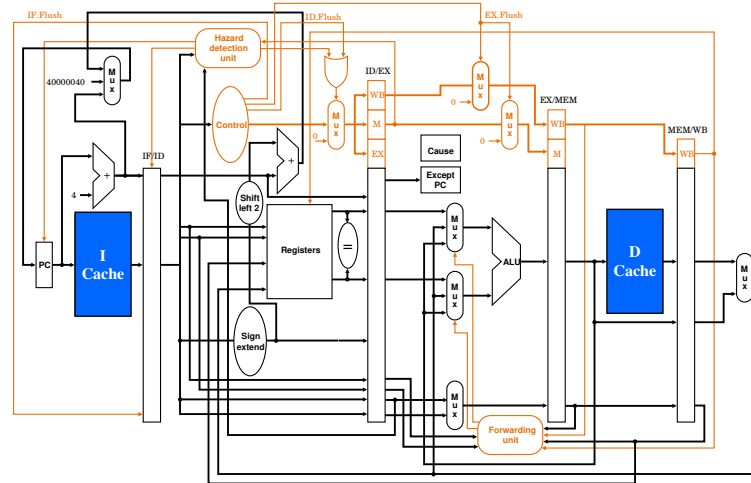 IF.Flush
ID.Flush
EX.Flush
Hazard
detection
unit
ID/EX
M
u
x
M
u
x
40000040
WB
WB
EX/MEM
0
Control
M
u
x
M
u
x
M
WB
MEM/WB
WB
0
0
+
IF/ID
+
EX
Cause
M
Except
PC
4
Shift
left 2
I
Cache
PC
Registers
=
M
u
x
ALU
D
Cache
M
u
x
M
u
x
Sign
extend
M
u
x
Forwarding
unit